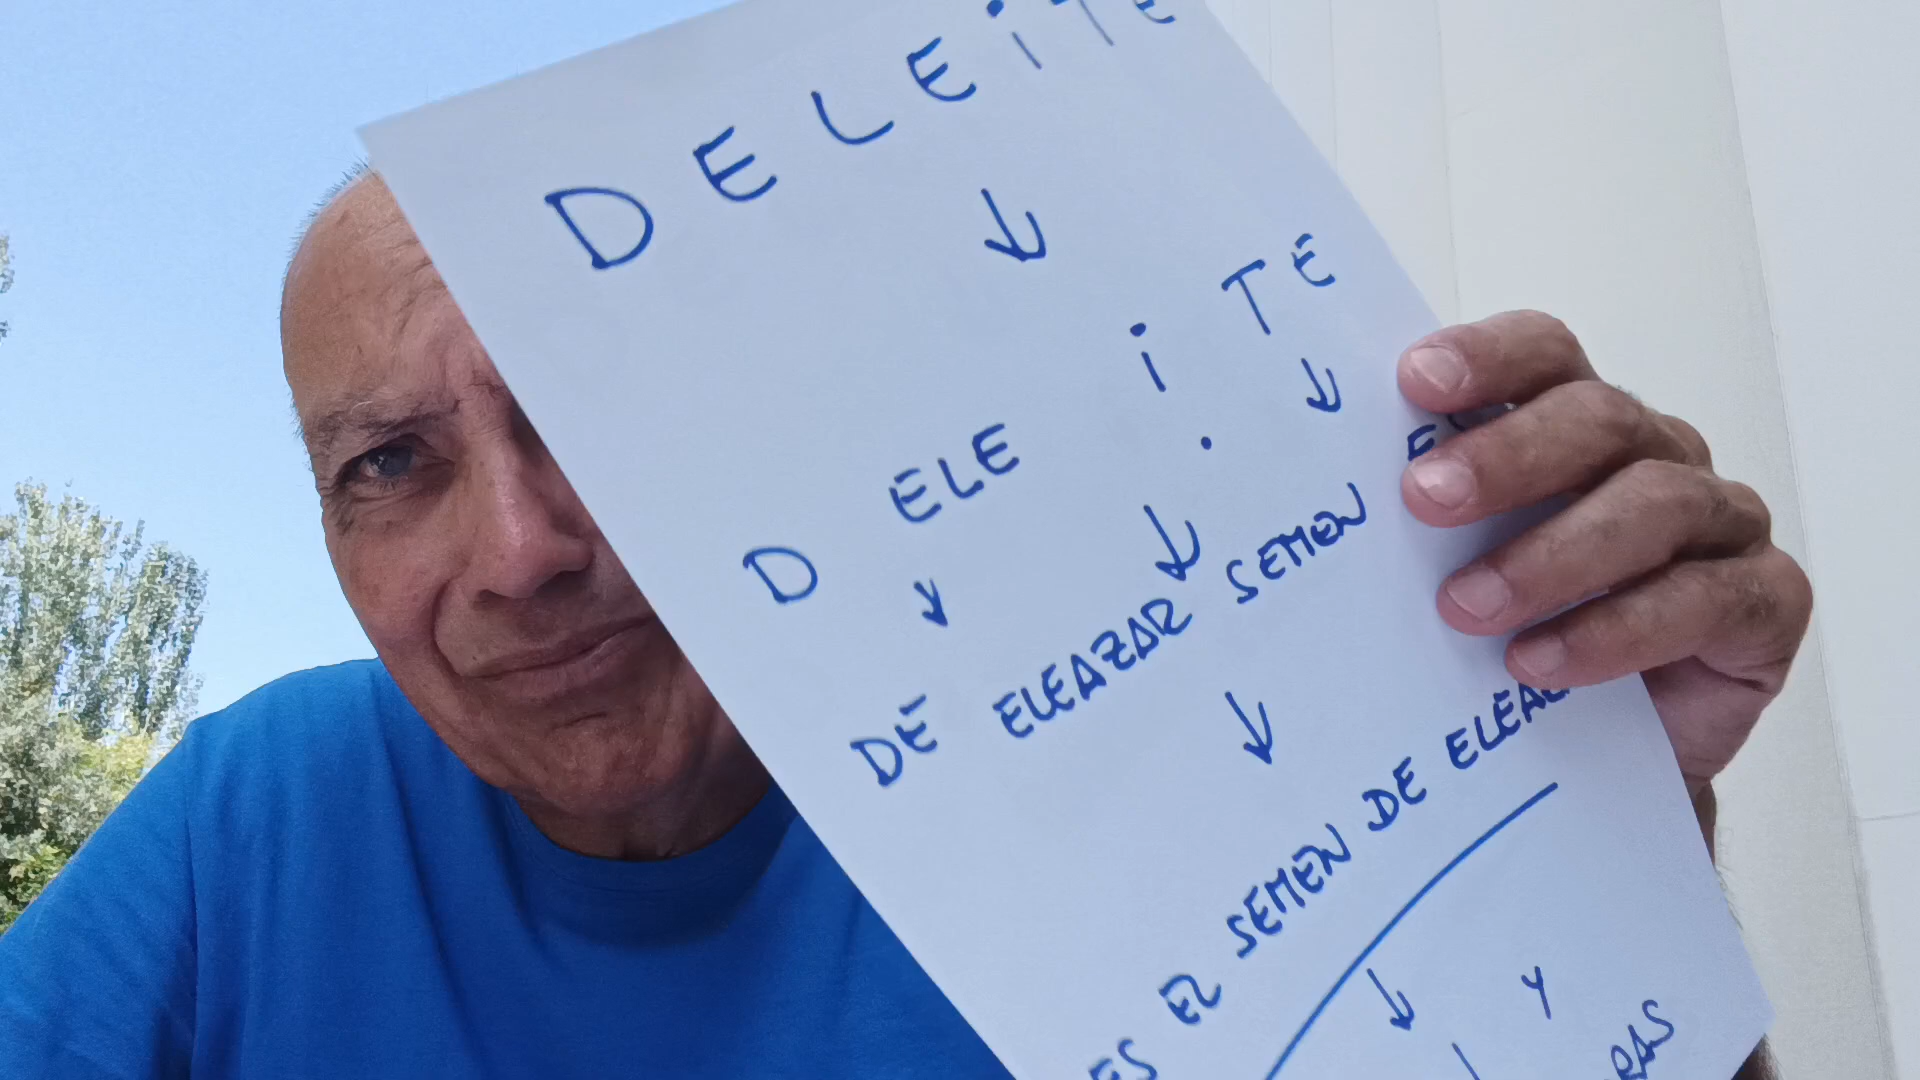 DELEiTE
D ELE i TE
DE ELEAZAR SEMEN
ES EL SEMEN DE
Y